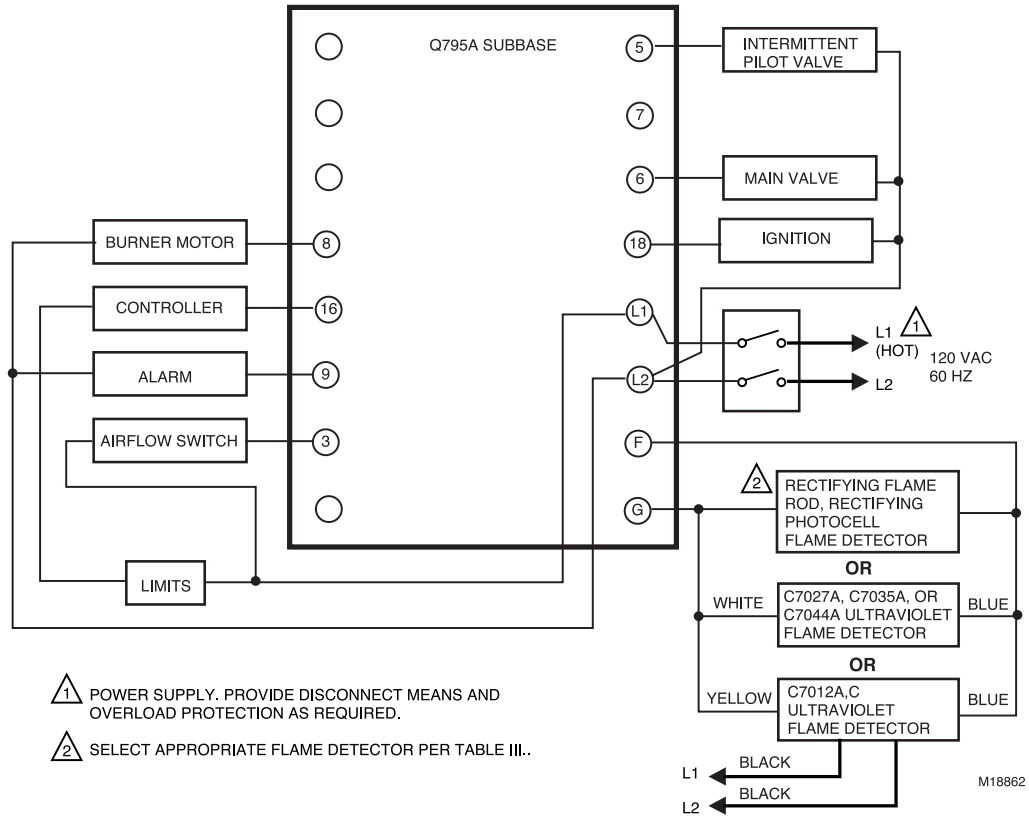 Q795A SUBBASE
5
7
6
18
L1
L2
F
G
8
16
9
3
INTERMITTENT
PILOT VALVE
MAIN VALVE
IGNITION
BURNER MOTOR
CONTROLLER
ALARM
AIRFLOW SWITCH
LIMITS
L1
(HOT)
1
120 VAC
60 HZ
L2
2
RECTIFYING FLAME
ROD, RECTIFYING
PHOTOCELL
FLAME DETECTOR
OR
WHITE
C7027A, C7035A, OR
C7044A ULTRAVIOLET
FLAME DETECTOR
BLUE
OR
YELLOW
C7012A,C
ULTRAVIOLET
FLAME DETECTOR
BLUE
L1
BLACK
L2
BLACK
1 POWER SUPPLY. PROVIDE DISCONNECT MEANS AND
OVERLOAD PROTECTION AS REQUIRED.
2 SELECT APPROPRIATE FLAME DETECTOR PER TABLE III..
M18862